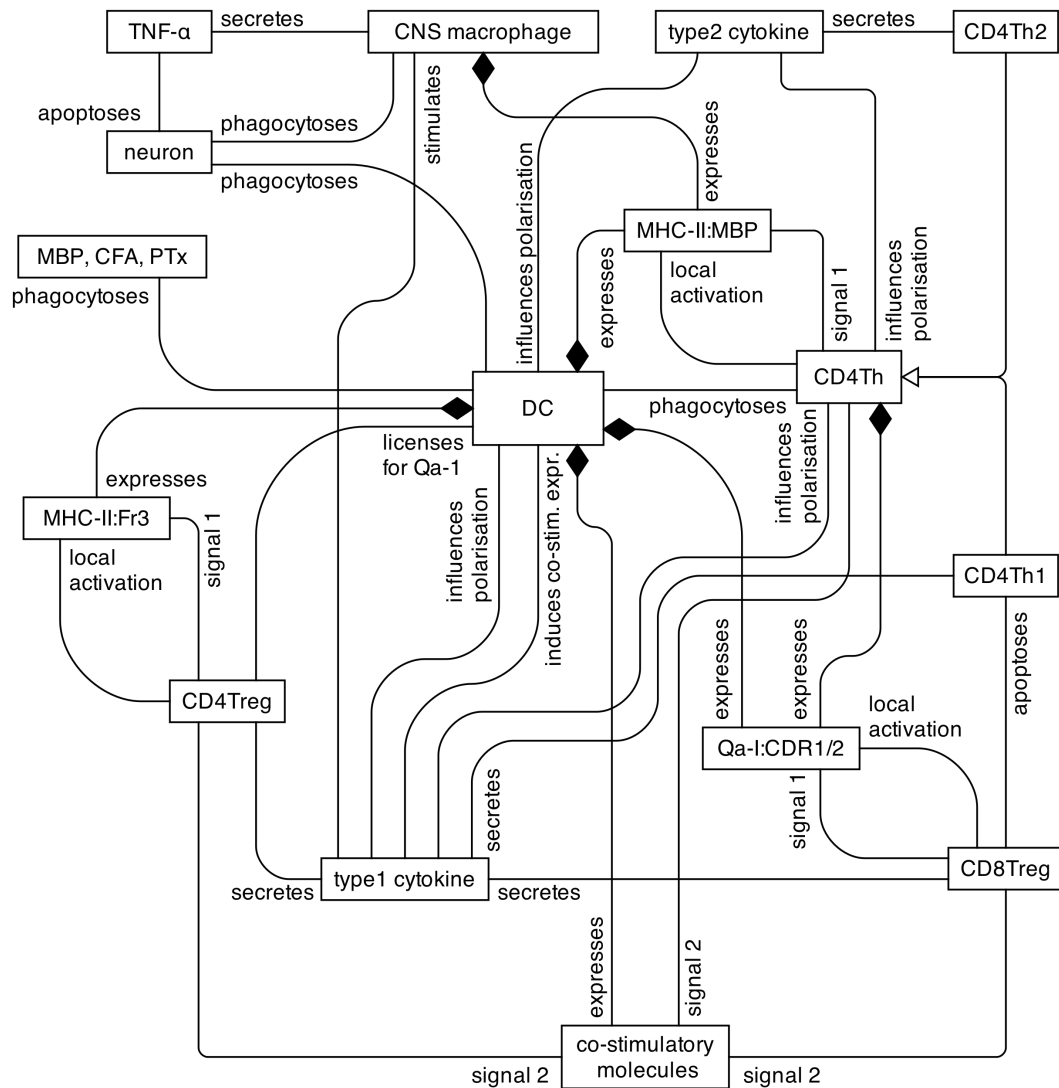 TNF-α
secretes
CNS macrophage
type2 cytokine
secretes
CD4Th2
apoptoses
phagocytoses
stimulates
neuron
phagocytoses
expresses
influences polarisation
MHC-II:MBP
MBP, CFA, PTx
phagocytoses
expresses
local
activation
signal 1
influences
polarisation
CD4Th
DC
phagocytoses
licenses
for Qa-1
influences
polarisation
expresses
MHC-II:Fr3
signal 1
local
activation
influences
polarisation
induces co-stim. expr.
CD4Th1
apoptoses
expresses
expresses
CD4Treg
local
activation
Qa-I:CDR1/2
signal 1
secretes
secretes
type1 cytokine
secretes
CD8Treg
expresses
signal 2
co-stimulatory
molecules
signal 2
signal 2